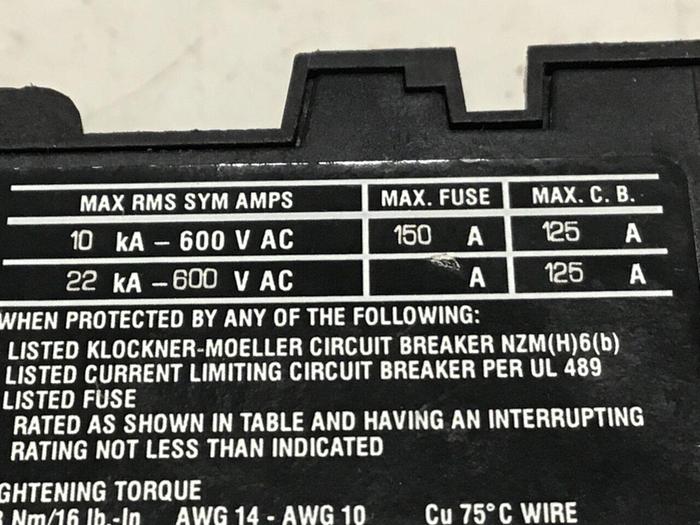 MAX RMS SYM AMPS MAX. FUSE MAX. C. B.
10 kA – 600 V AC 150 A 125 A
22 kA – 600 V AC A 125 A
WHEN PROTECTED BY ANY OF THE FOLLOWING:
LISTED KLOCKNER-MOELLER CIRCUIT BREAKER NZM(H)6(b)
LISTED CURRENT LIMITING CIRCUIT BREAKER PER UL 489
LISTED FUSE
RATED AS SHOWN IN TABLE AND HAVING AN INTERRUPTING
RATING NOT LESS THAN INDICATED
GHTENING TORQUE
Nm/16 lb.-In AWG 14 - AWG 10 Cu 75°C WIRE